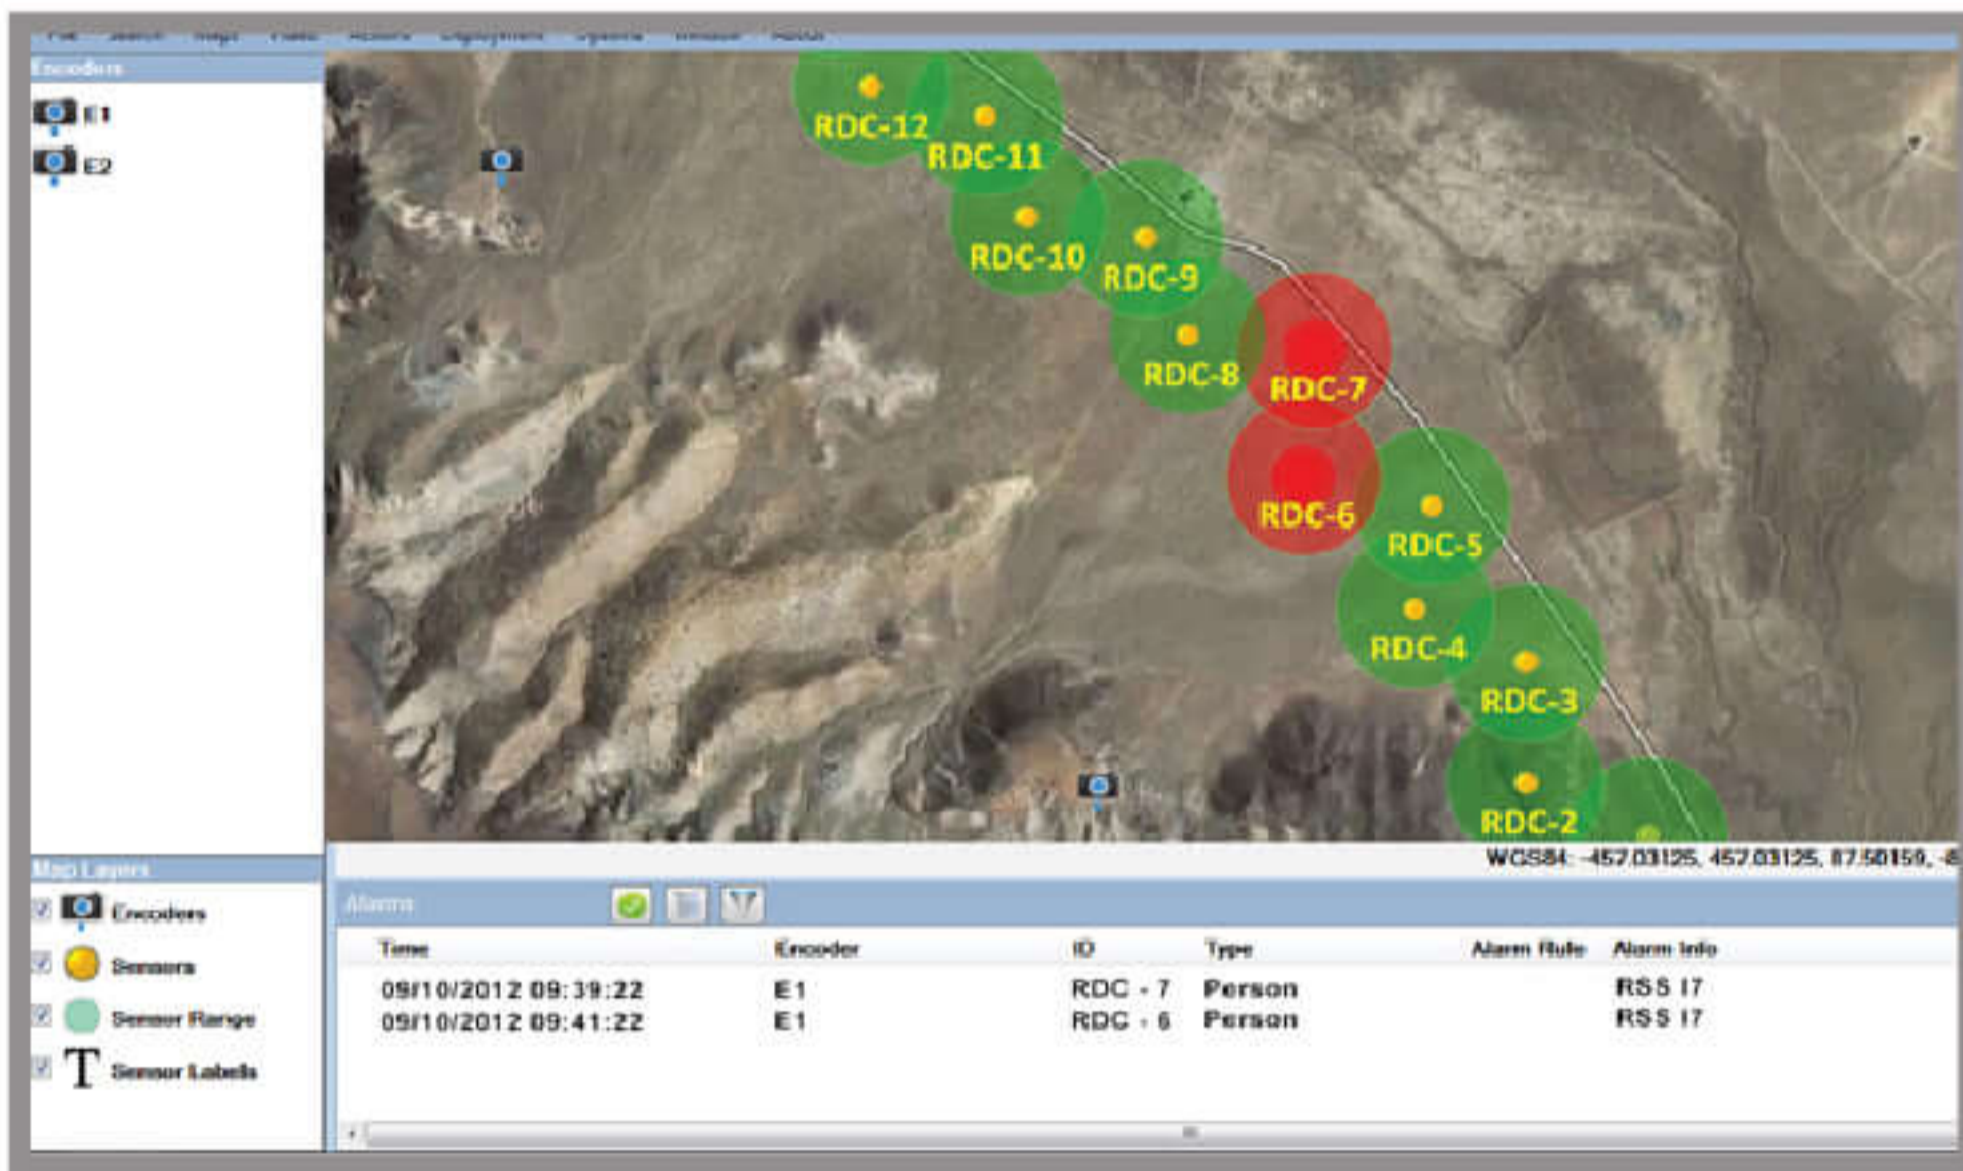 Encoders
E1
E2
RDC-12
RDC-11
RDC-10
RDC-9
RDC-8
RDC-7
RDC-6
RDC-5
RDC-4
RDC-3
RDC-2
WGS84: -457.03125, 457.03125, 87.50159, -8
Map Layers
Encoders
Sensors
Sensor Range
T Sensor Labels
Alarms
Time Encoder ID Type Alarm Rule Alarm Info
09/10/2012 09:39:22 E1 RDC - 7 Person RSS I7
09/10/2012 09:41:22 E1 RDC - 6 Person RSS I7